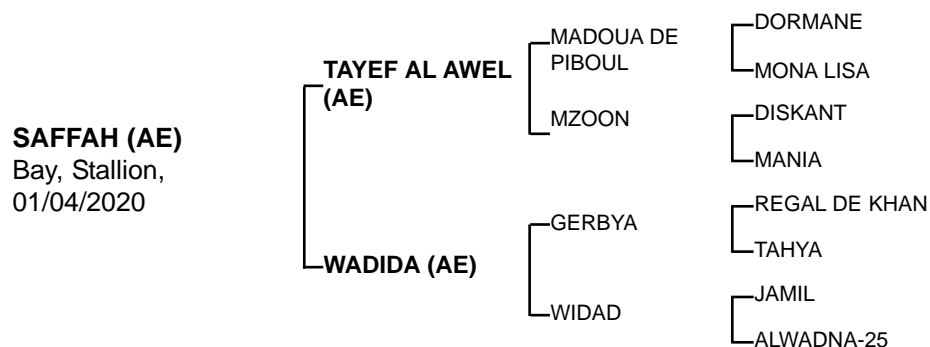 SAFFAH (AE)
Bay, Stallion,
01/04/2020
TAYEF AL AWEL
(AE)
WADIDA (AE)
MADOUA DE
PIBOUL
MZOON
GERBYA
WIDAD
DORMANE
MONA LISA
DISKANT
MANIA
REGAL DE KHAN
TAHYA
JAMIL
ALWADNA-25